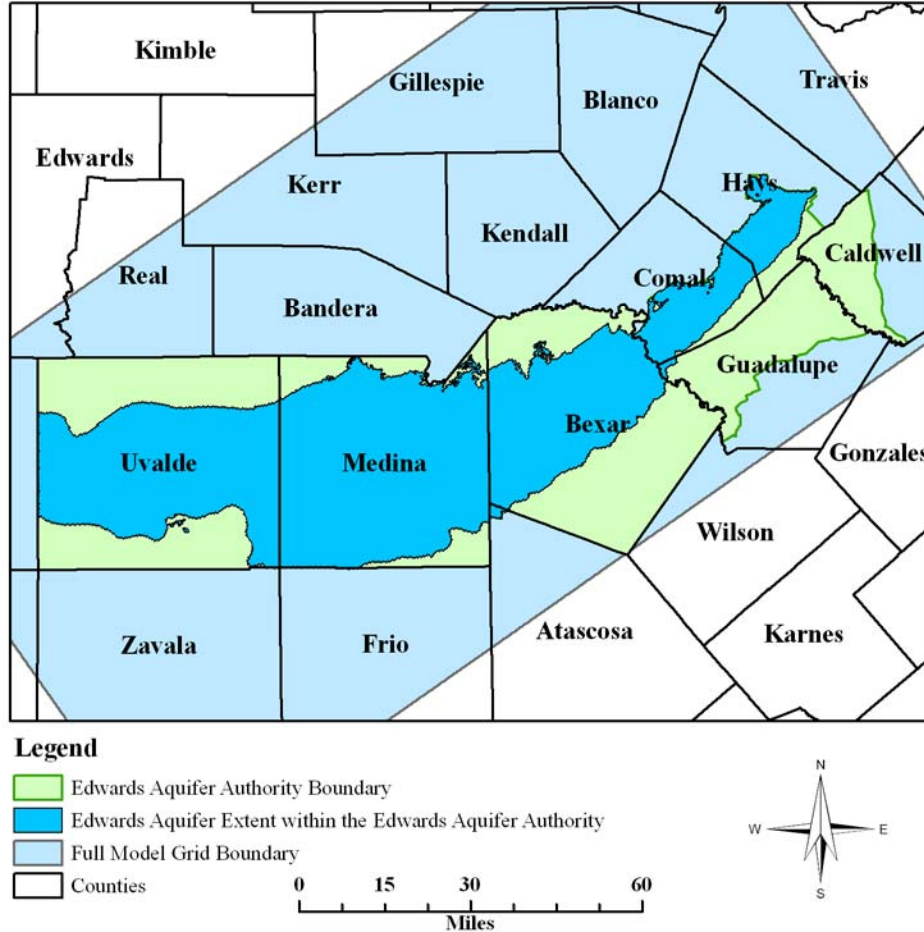 Kimble
Gillespie
Travis
Blanco
Edwards
Kerr
Hays
Kendall
Caldwell
Real
Comal
Bandera
Guadalupe
Bexar
Uvalde
Medina
Gonzales
Wilson
Atascosa
Karnes
Zavala
Frio
Legend
Edwards Aquifer Authority Boundary
Edwards Aquifer Extent within the Edwards Aquifer Authority
Full Model Grid Boundary
Counties
0 15 30 60
Miles
N
W E
S